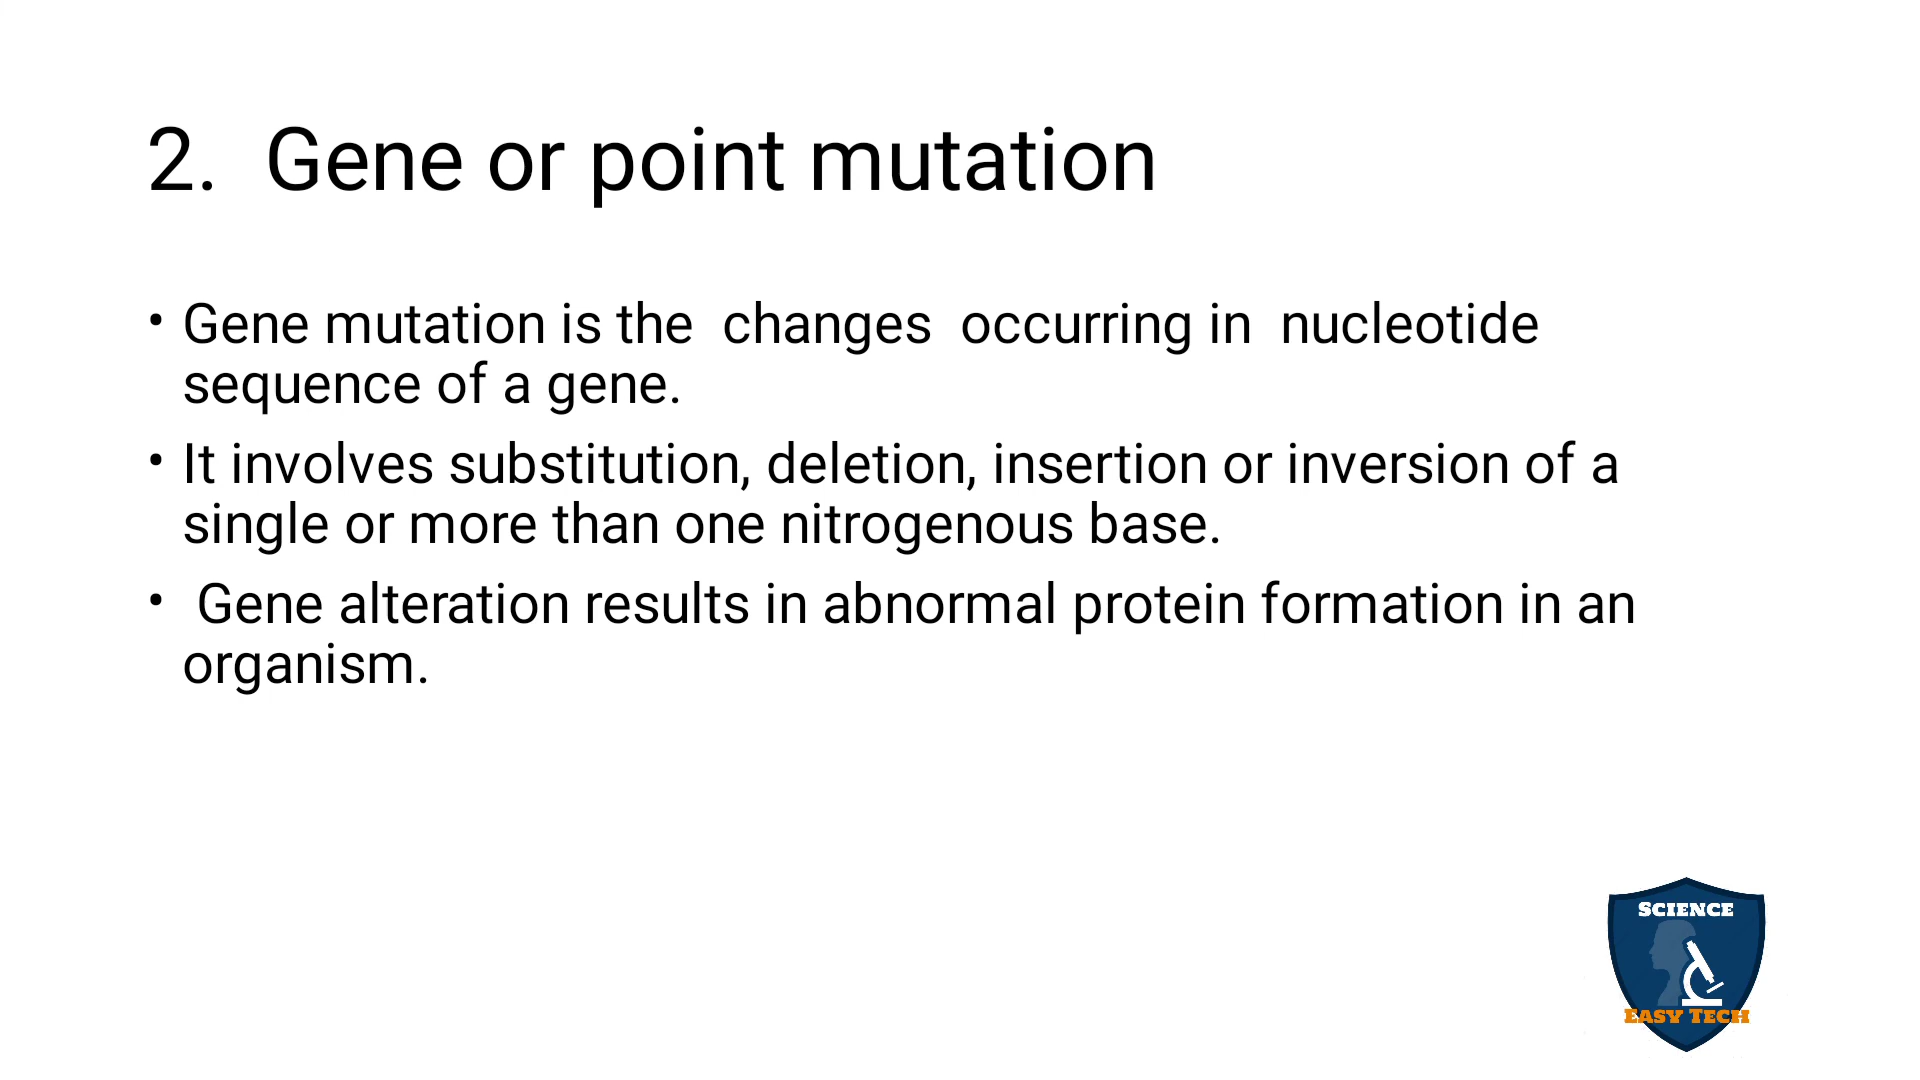 2. Gene or point mutation
• Gene mutation is the changes occurring in nucleotide
sequence of a gene.
• It involves substitution, deletion, insertion or inversion of a
single or more than one nitrogenous base.
• Gene alteration results in abnormal protein formation in an
organism.
SCIENCE
EASY TECH